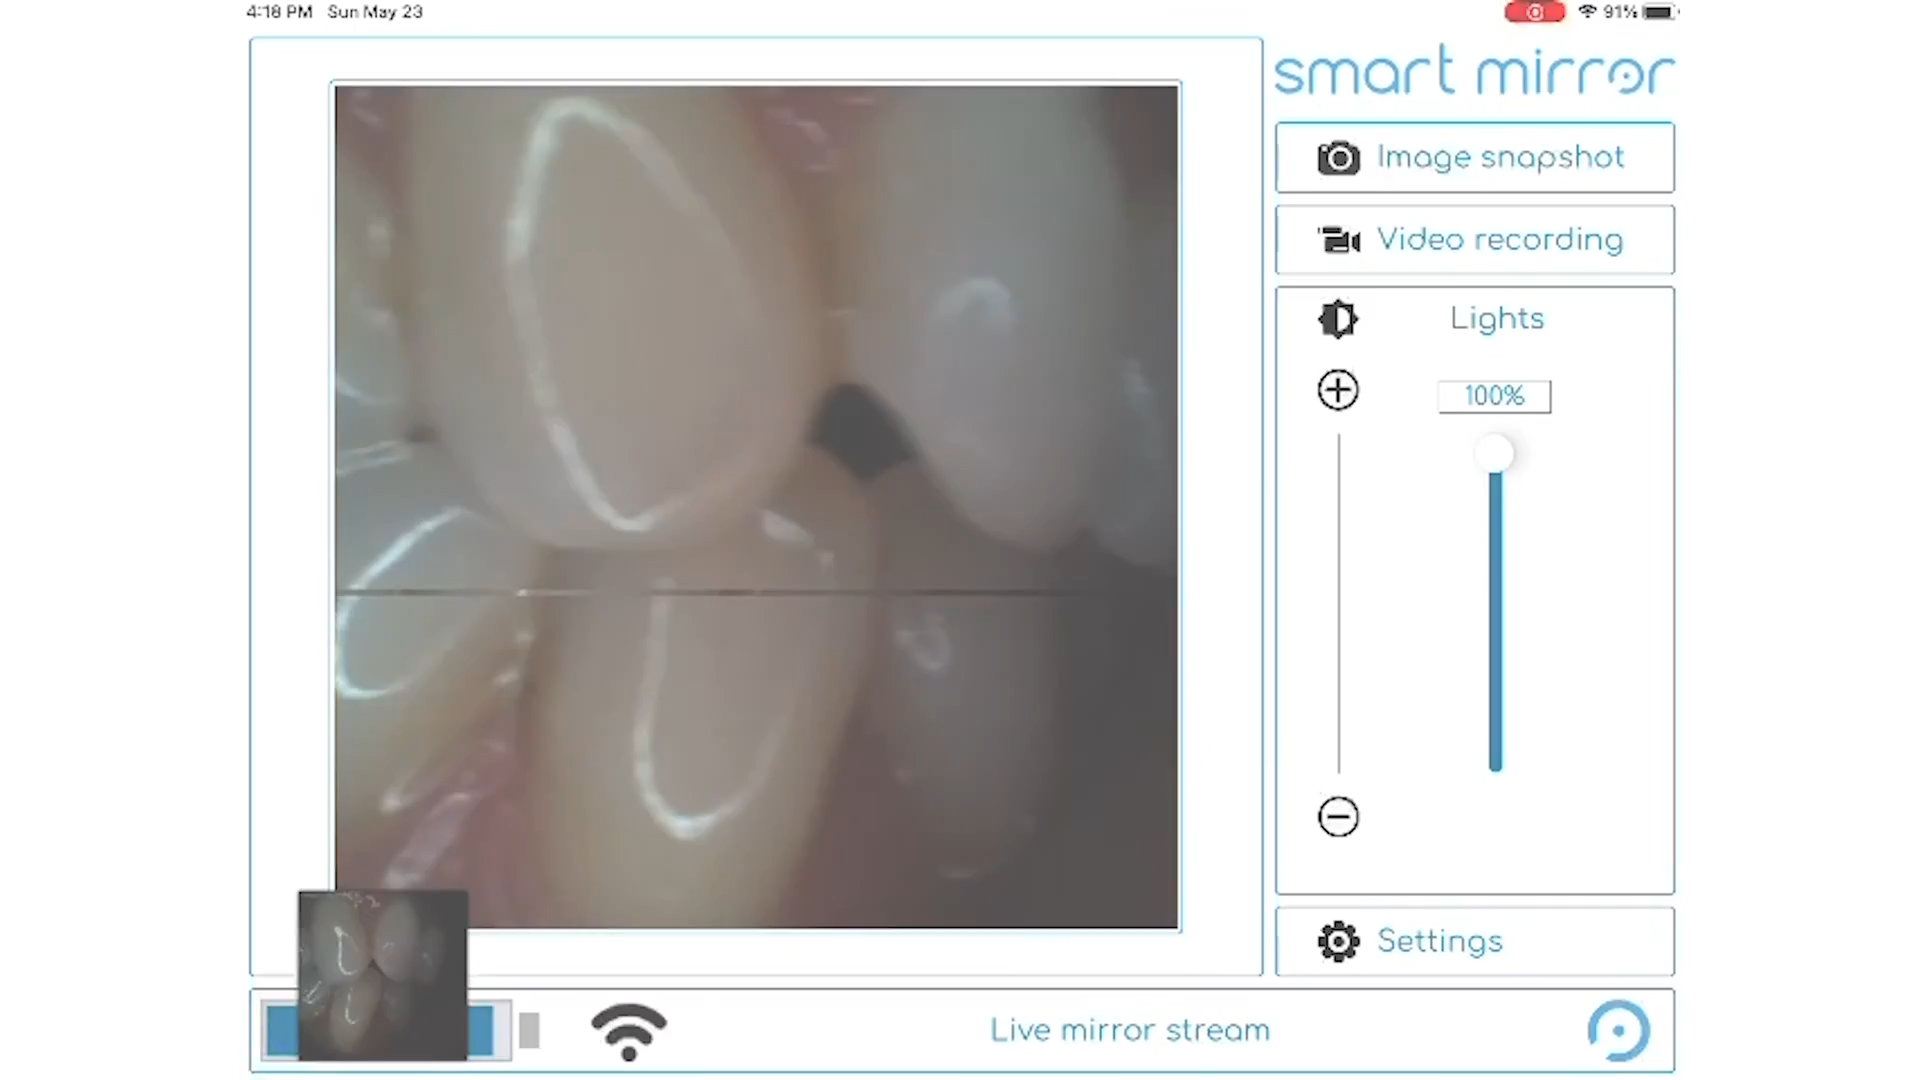 4:18 PM Sun May 23
91%
smart mirror
Image snapshot
Video recording
Lights
100%
Settings
Live mirror stream